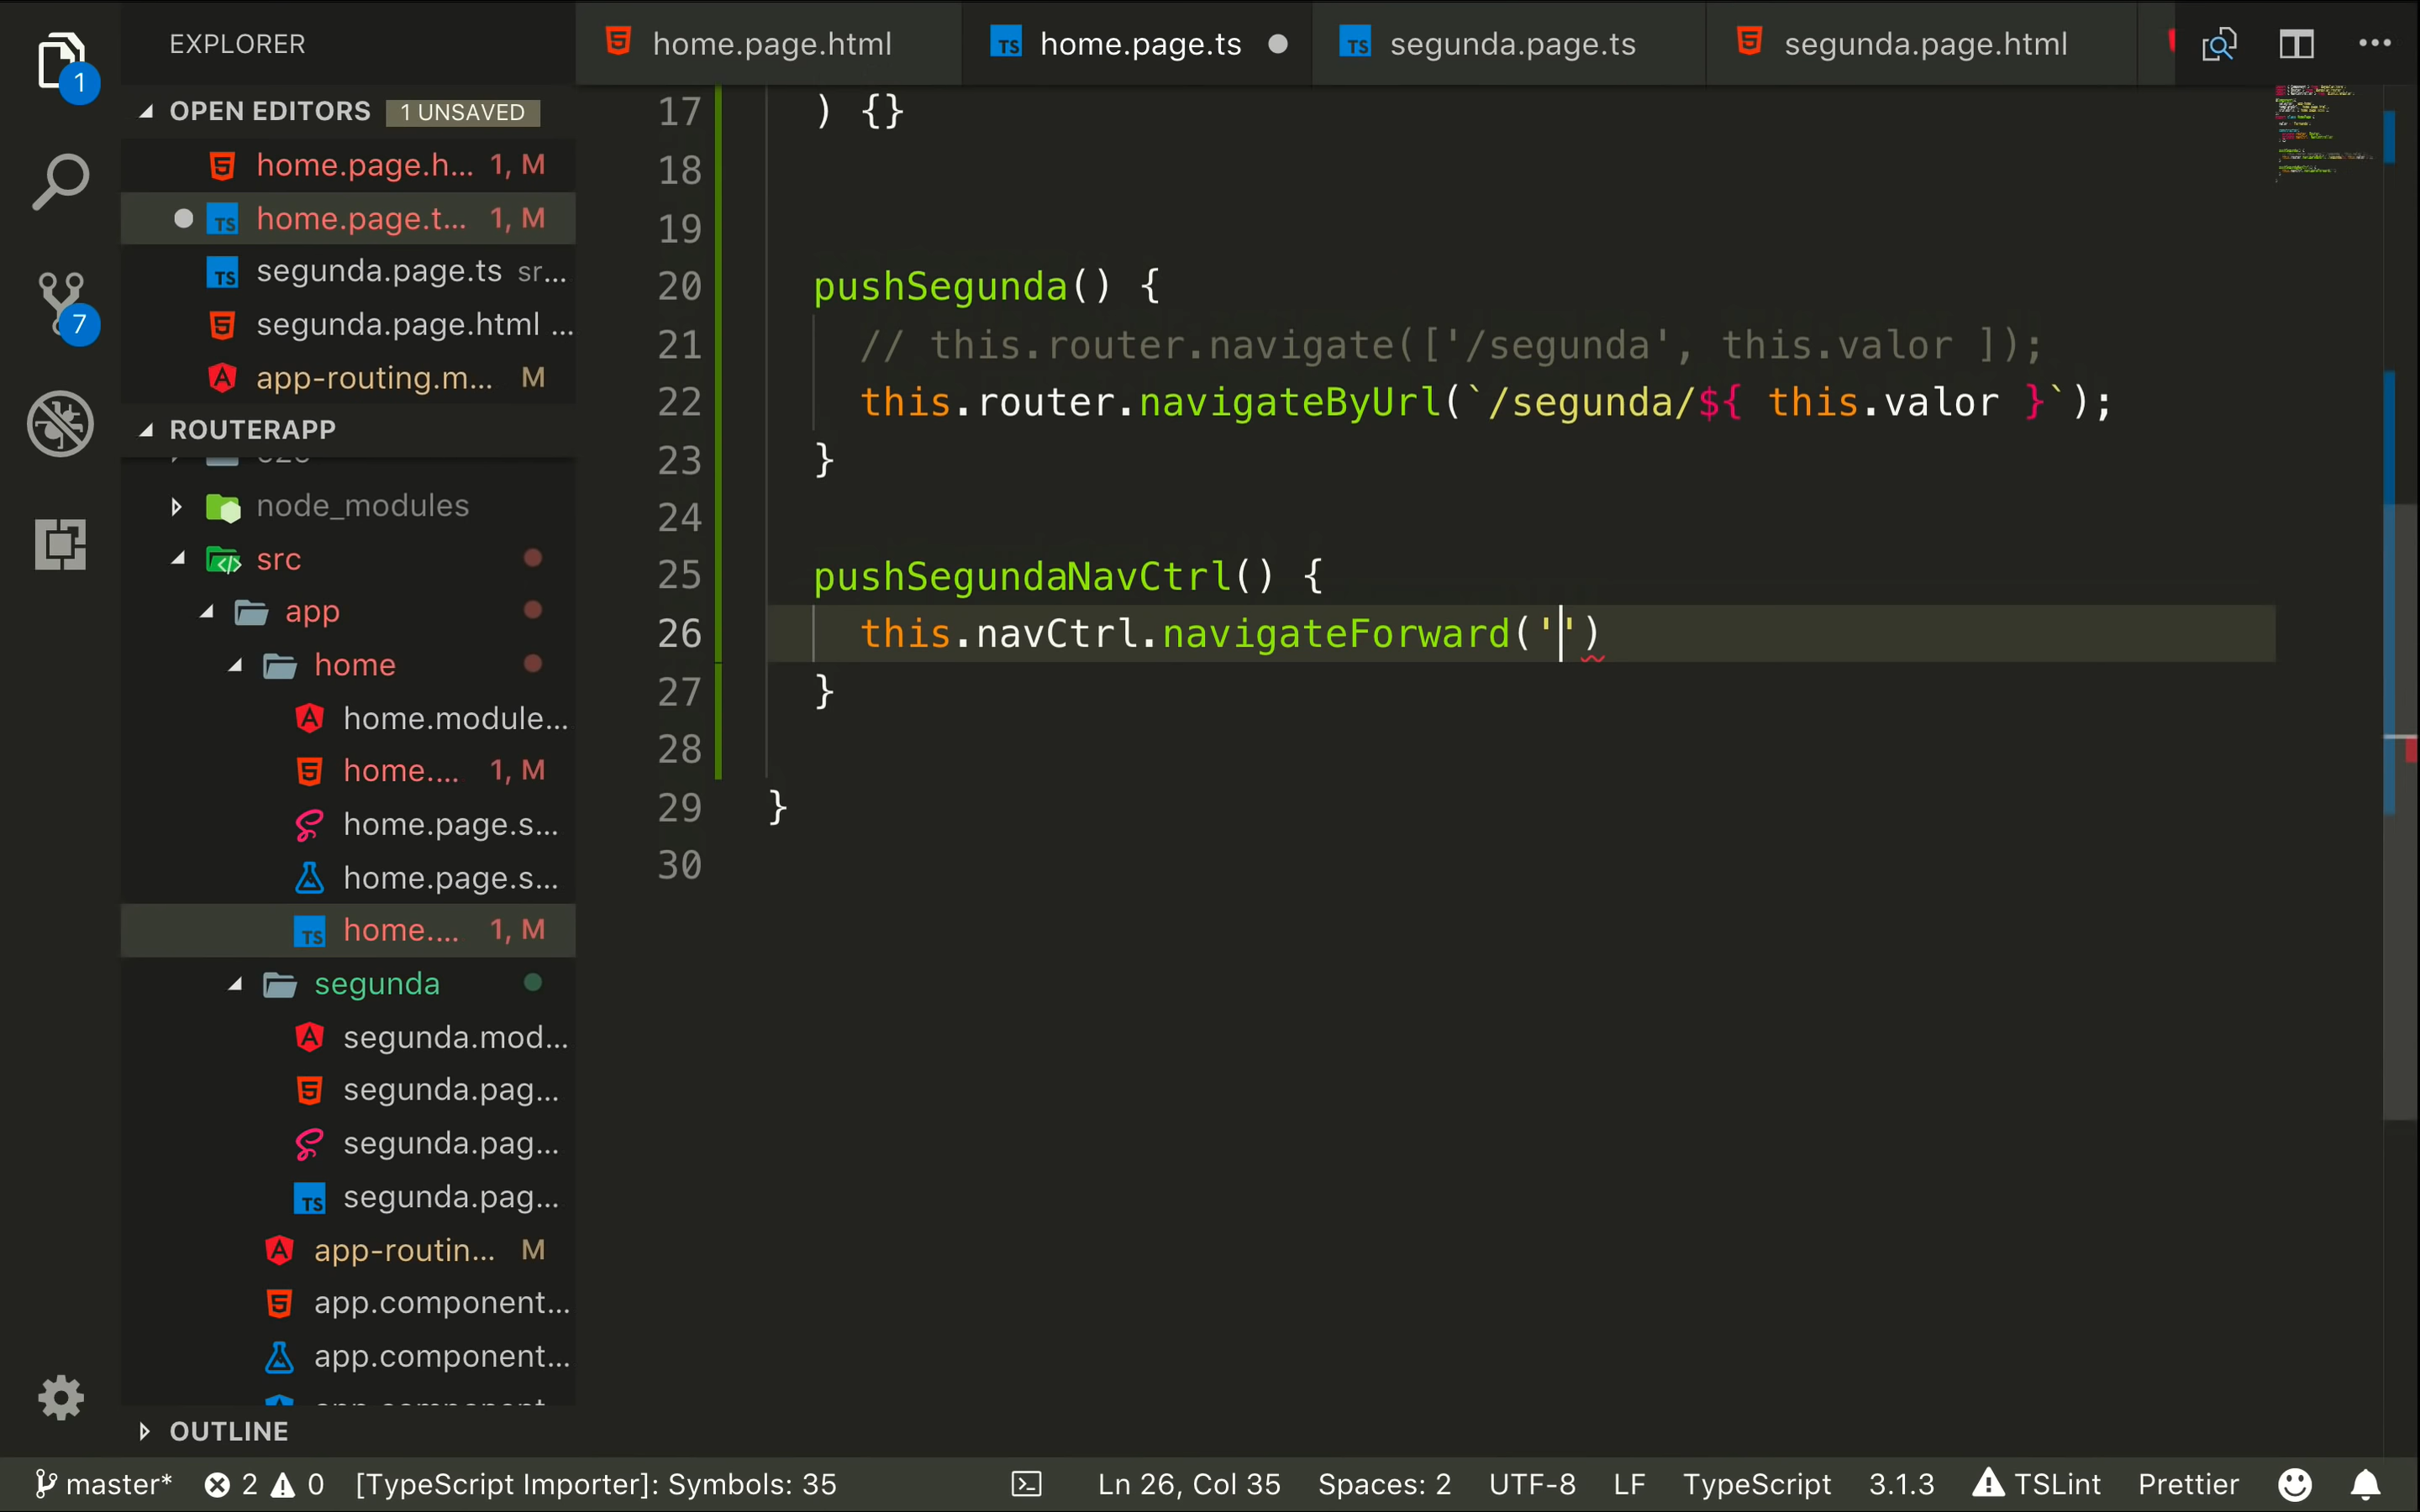 EXPLORER
OPEN EDITORS 1 UNSAVED
home.page.h... 1, M
home.page.t... 1, M
segunda.page.ts sr...
segunda.page.html ...
app-routing.m... M
ROUTERAPP
node_modules
src
app
home
home.module...
home.... 1, M
home.page.s...
home.page.s...
home.... 1, M
segunda
segunda.mod...
segunda.pag...
segunda.pag...
segunda.pag...
app-routin... M
app.component...
app.component...
OUTLINE
1
7
home.page.html home.page.ts segunda.page.ts segunda.page.html
17 ) {}
18
19
20 pushSegunda() {
21 // this.router.navigate(['/segunda', this.valor ]);
22 this.router.navigateByUrl(`/segunda/${ this.valor }`);
23 }
24
25 pushSegundaNavCtrl() {
26 this.navCtrl.navigateForward('')
27 }
28
29 }
30
master* 2 0 [TypeScript Importer]: Symbols: 35 Ln 26, Col 35 Spaces: 2 UTF-8 LF TypeScript 3.1.3 TSLint Prettier